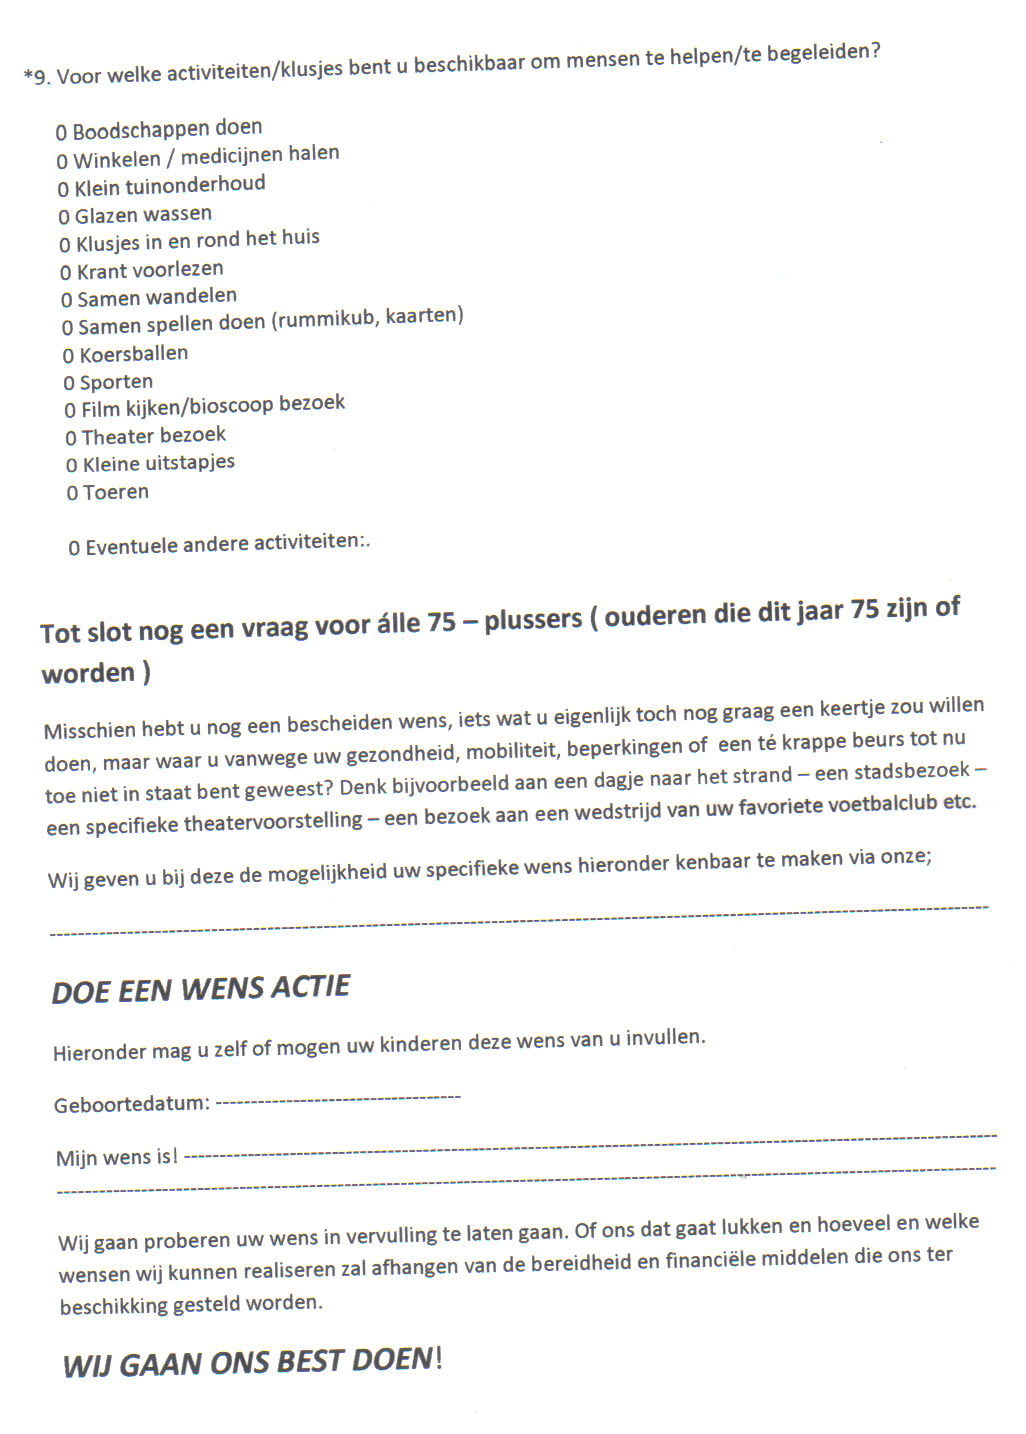 *9. Voor welke activiteiten/klusjes bent u beschikbaar om mensen te helpen/te begeleiden?
0 Boodschappen doen
0 Winkelen / medicijnen halen
0 Klein tuinonderhoud
0 Glazen wassen
0 Klusjes in en rond het huis
0 Krant voorlezen
0 Samen wandelen
0 Samen spellen doen (rummikub, kaarten)
0 Koersballen
0 Sporten
0 Film kijken/bioscoop bezoek
0 Theater bezoek
0 Kleine uitstapjes
0 Toeren
0 Eventuele andere activiteiten:.
Tot slot nog een vraag voor álle 75 – plussers ( ouderen die dit jaar 75 zijn of
worden )
Misschien hebt u nog een bescheiden wens, iets wat u eigenlijk toch nog graag een keertje zou willen
doen, maar waar u vanwege uw gezondheid, mobiliteit, beperkingen of een té krappe beurs tot nu
toe niet in staat bent geweest? Denk bijvoorbeeld aan een dagje naar het strand – een stadsbezoek –
een specifieke theatervoorstelling – een bezoek aan een wedstrijd van uw favoriete voetbalclub etc.
Wij geven u bij deze de mogelijkheid uw specifieke wens hieronder kenbaar te maken via onze;
DOE EEN WENS ACTIE
Hieronder mag u zelf of mogen uw kinderen deze wens van u invullen.
Geboortedatum: -----------------------------------
Mijn wens is! --------------------------------------------------------------------------------
Wij gaan proberen uw wens in vervulling te laten gaan. Of ons dat gaat lukken en hoeveel en welke
wensen wij kunnen realiseren zal afhangen van de bereidheid en financiële middelen die ons ter
beschikking gesteld worden.
WIJ GAAN ONS BEST DOEN!